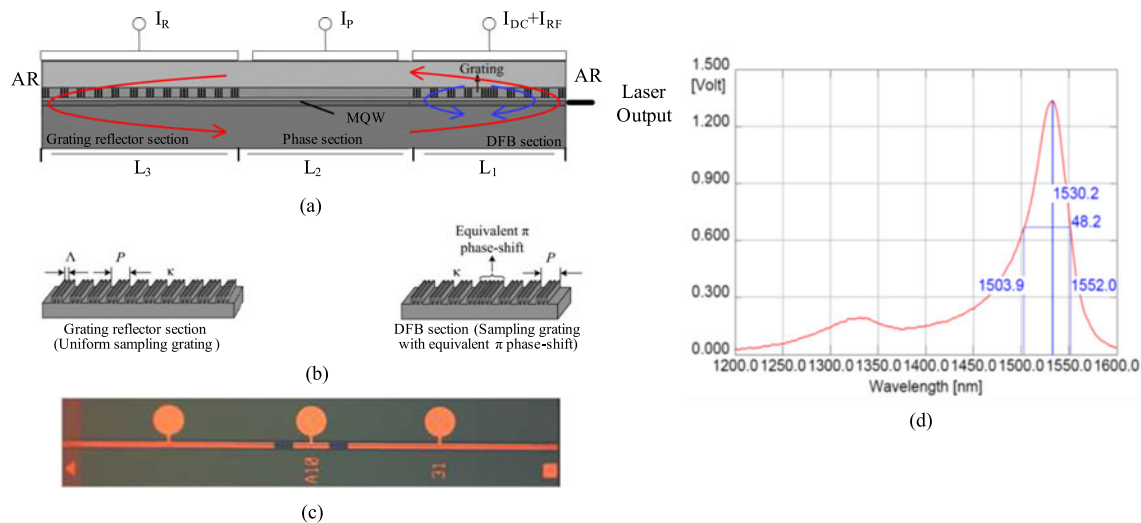 (a)
I_R
I_P
I_DC+I_RF
AR
Grating
AR
Laser
Output
MQW
Grating reflector section
Phase section
DFB section
L_3
L_2
L_1
(a)
(b)
Λ
P
κ
Grating reflector section
(Uniform sampling grating )
Equivalent π
phase-shift
κ
P
DFB section (Sampling grating
with equivalent π phase-shift)
(b)
A10
31
(c)
1.500
[Volt]
1.200
0.900
0.600
0.300
0.000
1530.2
48.2
1503.9
1552.0
1200.0
1250.0
1300.0
1350.0
1400.0
1450.0
1500.0
1550.0
1600.0
Wavelength [nm]
(d)